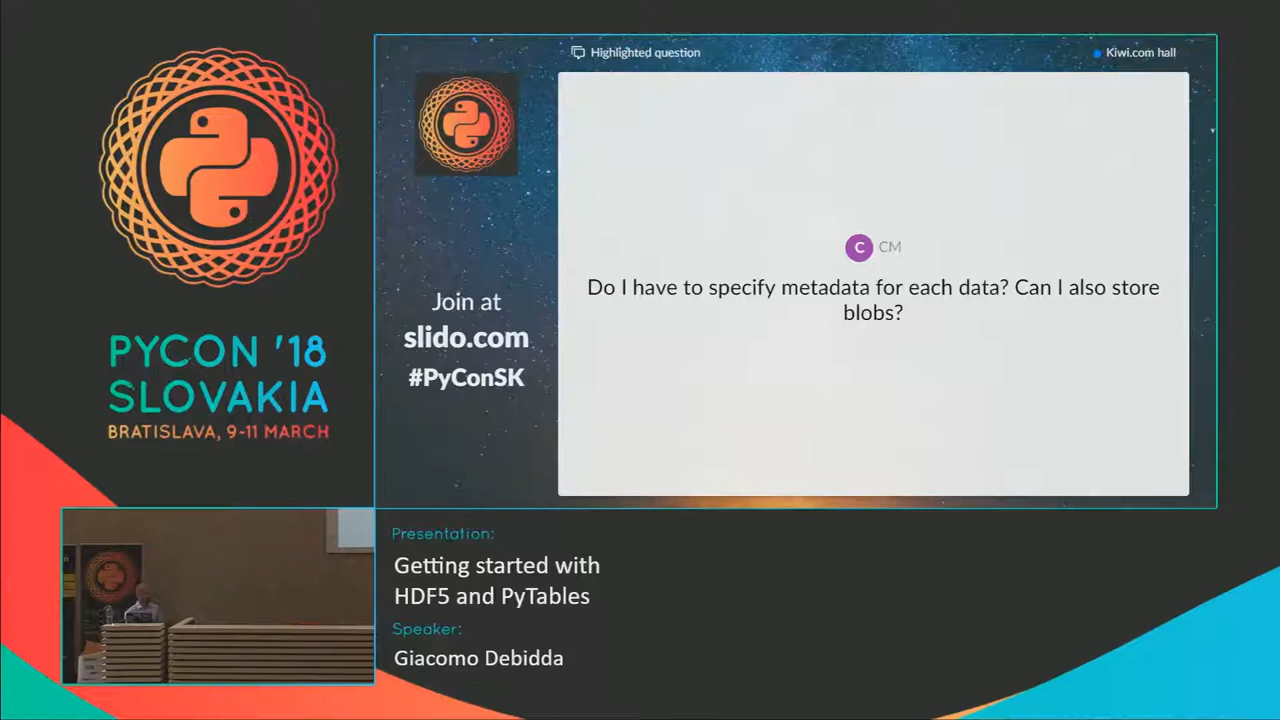 Highlighted question
Kiwi.com hall
C CM
Do I have to specify metadata for each data? Can I also store
blobs?
Join at
slido.com
#PyConSK
PYCON '18
SLOVAKIA
BRATISLAVA, 9-11 MARCH
Presentation:
Getting started with
HDF5 and PyTables
Speaker:
Giacomo Debidda